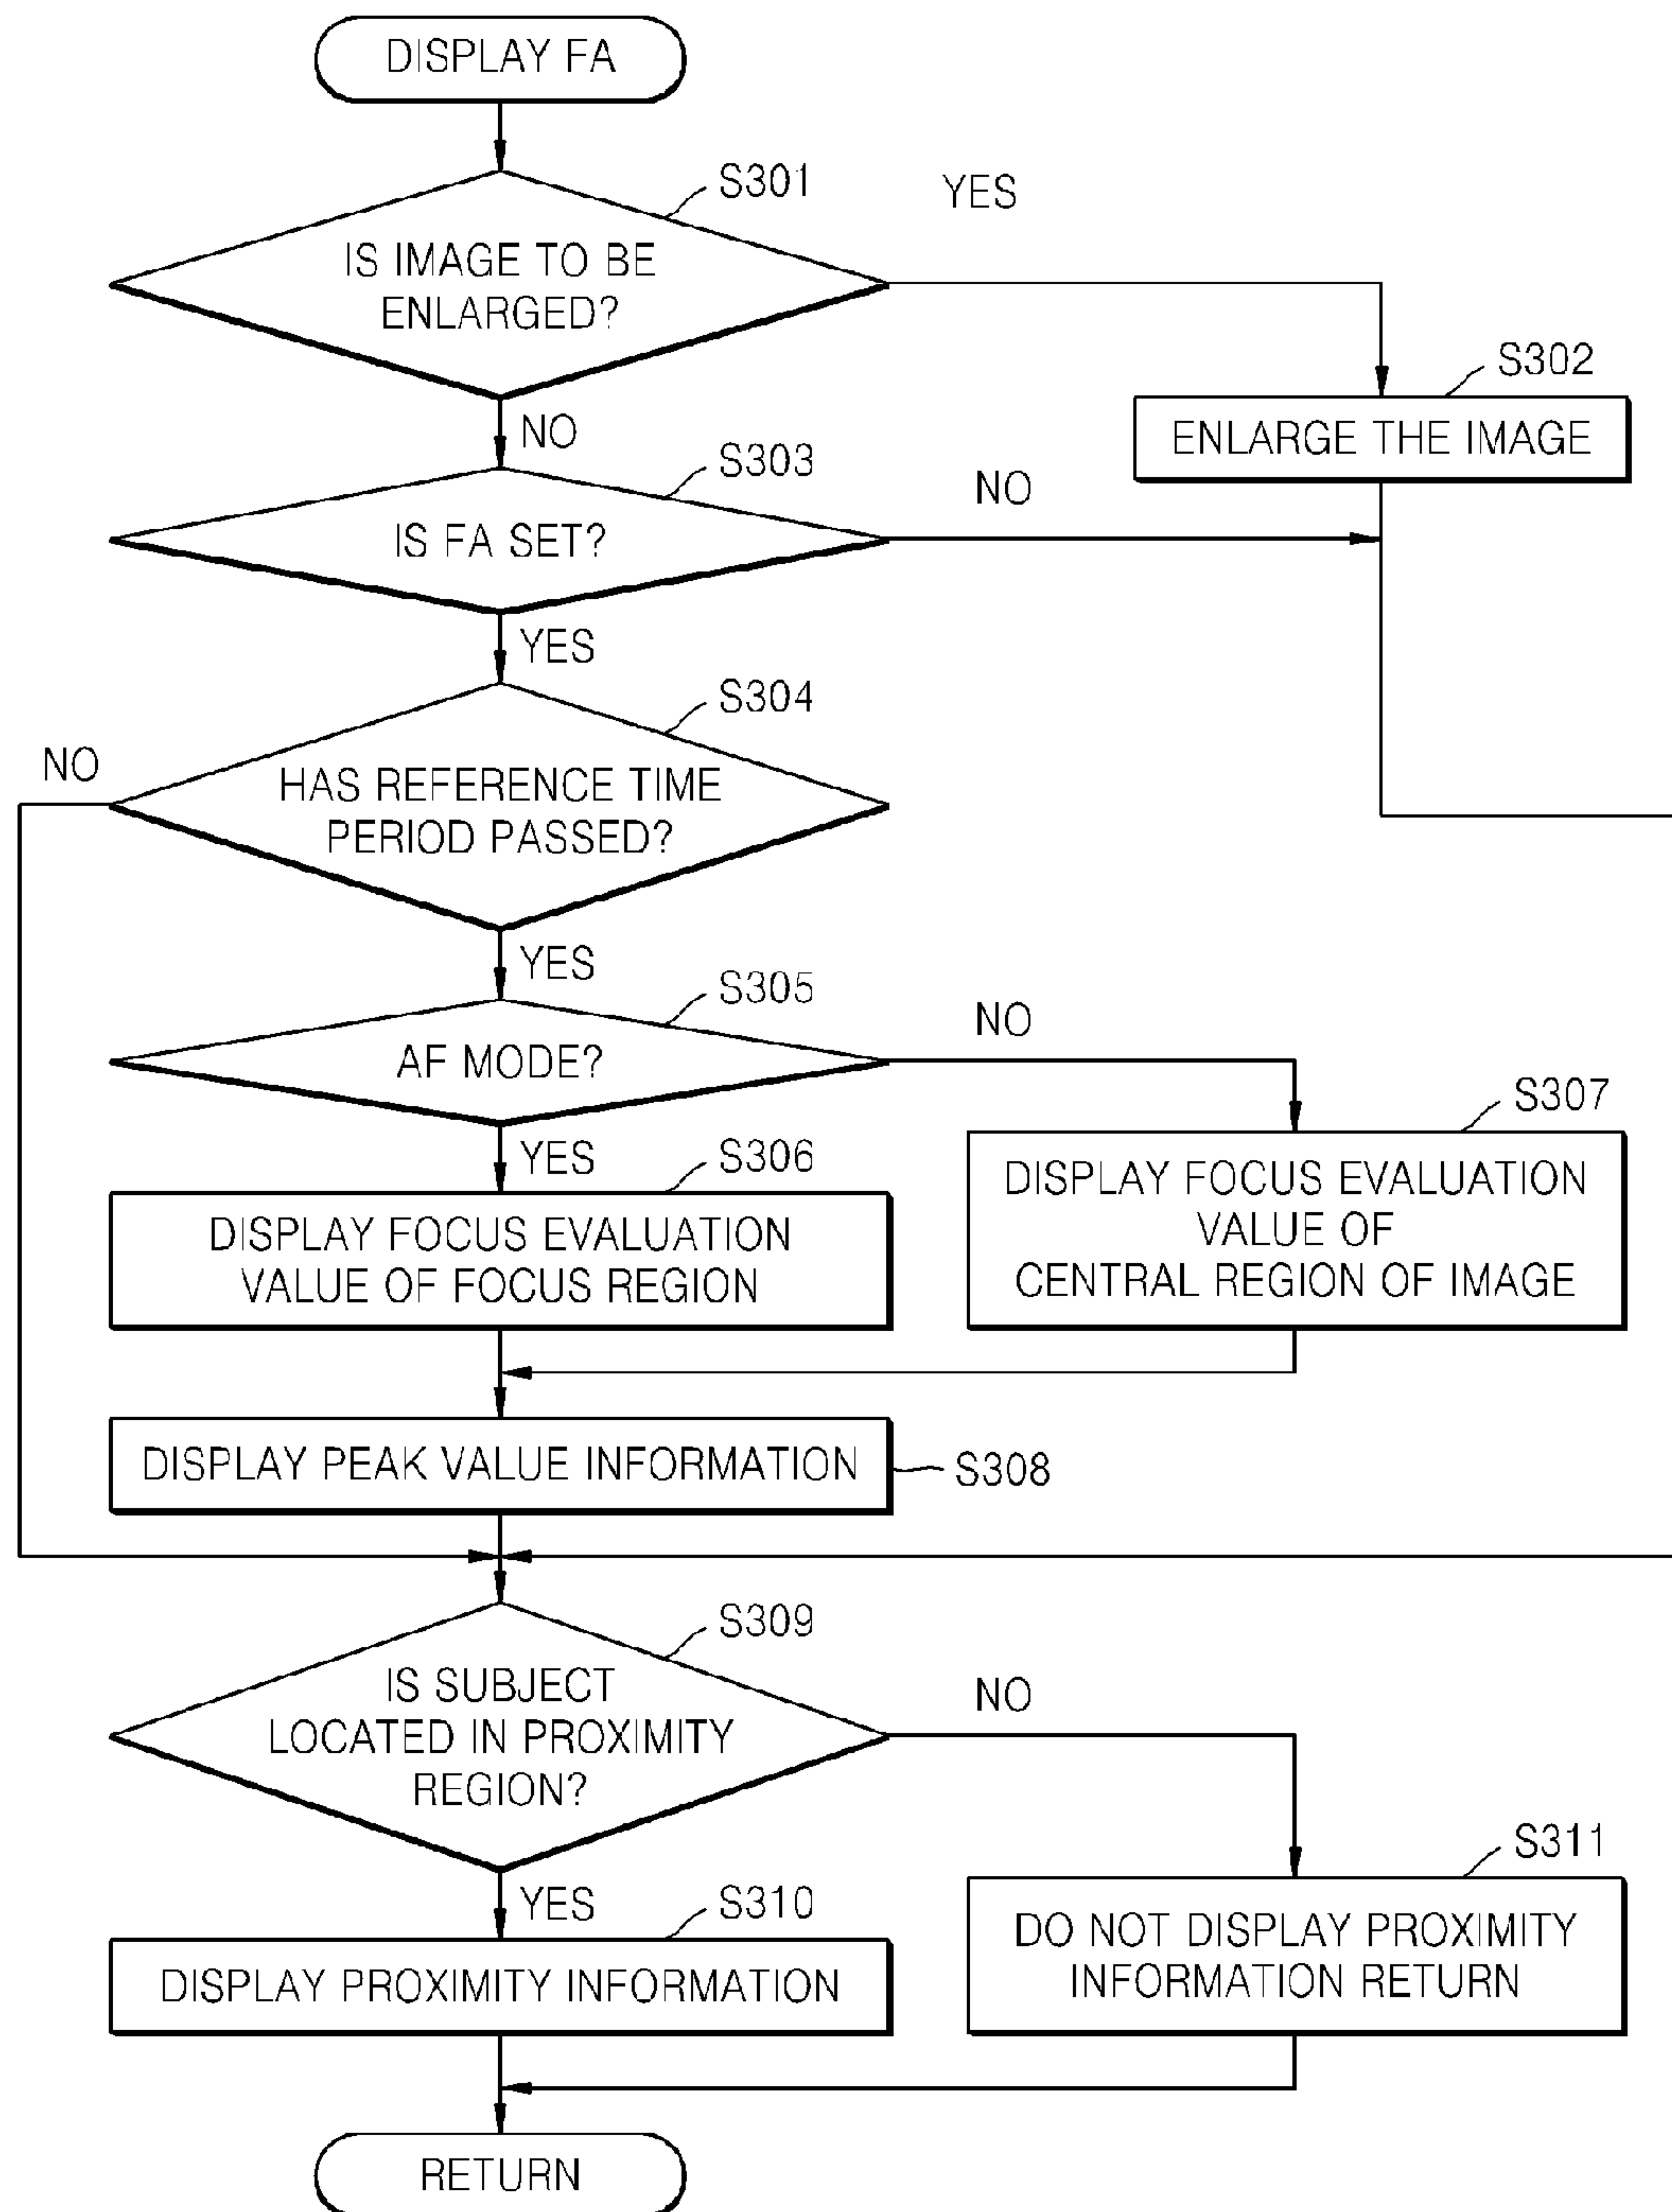 DISPLAY FA
S301
YES
IS IMAGE TO BE
ENLARGED?
S302
ENLARGE THE IMAGE
NO
S303
NO
IS FA SET?
YES
S304
NO
HAS REFERENCE TIME
PERIOD PASSED?
YES
S305
NO
AF MODE?
S307
YES
S306
DISPLAY FOCUS EVALUATION
VALUE OF FOCUS REGION
DISPLAY FOCUS EVALUATION
VALUE OF
CENTRAL REGION OF IMAGE
DISPLAY PEAK VALUE INFORMATION
S308
S309
IS SUBJECT
LOCATED IN PROXIMITY
REGION?
NO
S311
YES
S310
DISPLAY PROXIMITY INFORMATION
DO NOT DISPLAY PROXIMITY
INFORMATION RETURN
RETURN